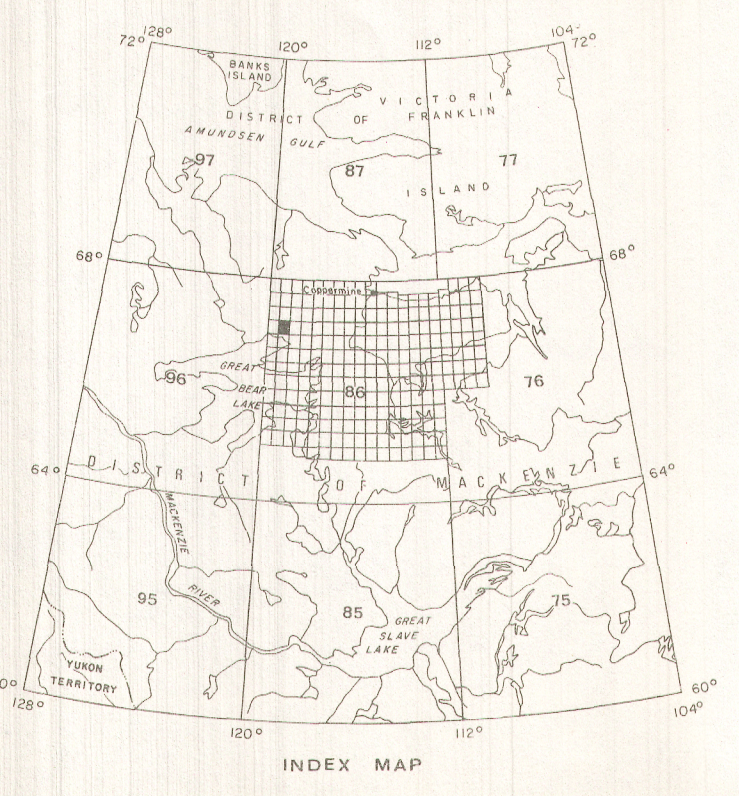 128°
120°
112°
104°
72°
72°
BANKS
ISLAND
VICTORIA
DISTRICT OF FRANKLIN
AMUNDSEN GULF
97
87
77
ISLAND
68°
68°
Coppermine
GREAT
BEAR
LAKE
96
86
76
64°
DISTRICT OF MACKENZIE
64°
MACKENZIE
RIVER
95
85
75
GREAT
SLAVE
LAKE
YUKON
TERRITORY
0°
60°
128°
120°
112°
104°
INDEX MAP